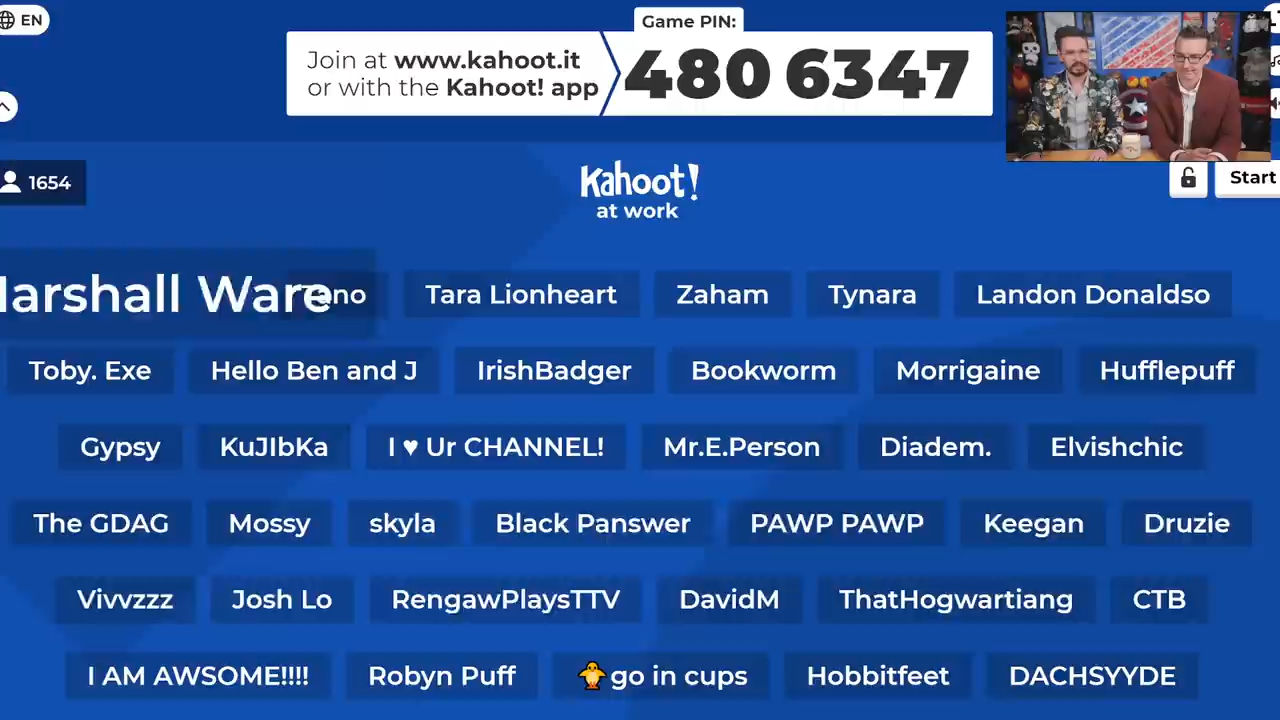 EN
Game PIN:
Join at www.kahoot.it
or with the Kahoot! app
480 6347
1654
Kahoot!
at work
Start
arshall Ware
Tara Lionheart
Zaham
Tynara
Landon Donaldso
Toby. Exe
Hello Ben and J
IrishBadger
Bookworm
Morrigaine
Hufflepuff
Gypsy
KuJIbKa
I ♥ Ur CHANNEL!
Mr.E.Person
Diadem.
Elvishchic
The GDAG
Mossy
skyla
Black Panswer
PAWP PAWP
Keegan
Druzie
Vivvzzz
Josh Lo
RengawPlaysTTV
DavidM
ThatHogwartiang
CTB
I AM AWSOME!!!!
Robyn Puff
🐥go in cups
Hobbitfeet
DACHSYYDE